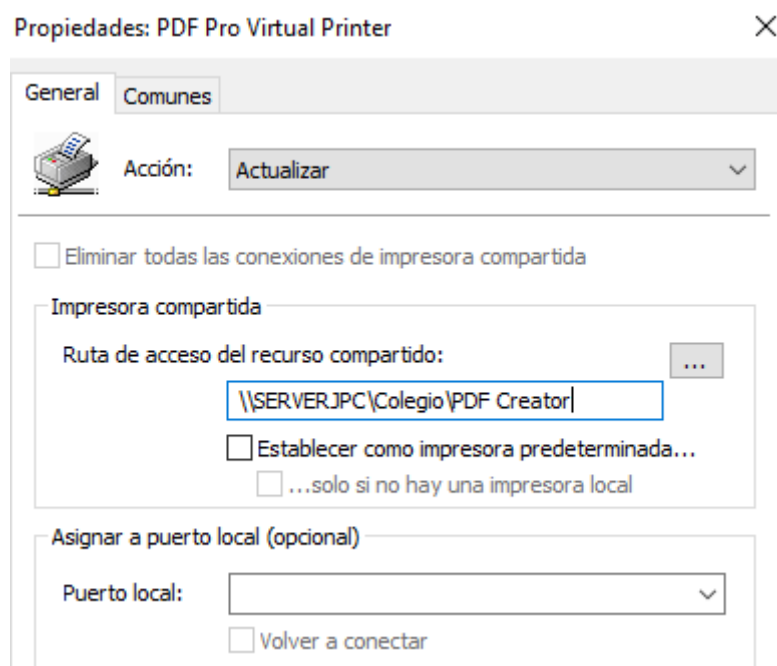 Propiedades: PDF Pro Virtual Printer
General Comunes
Acción: Actualizar
Eliminar todas las conexiones de impresora compartida
Impresora compartida
Ruta de acceso del recurso compartido: ...
\\SERVERJPC\Colegio\PDF Creator
Establecer como impresora predeterminada...
...solo si no hay una impresora local
Asignar a puerto local (opcional)
Puerto local:
Volver a conectar